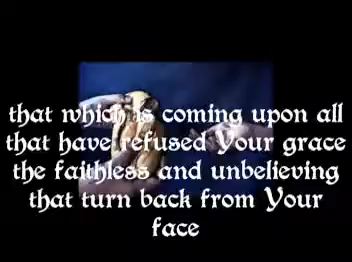 that which is coming upon all
that have refused Your grace
the faithless and unbelieving
that turn back from Your
face